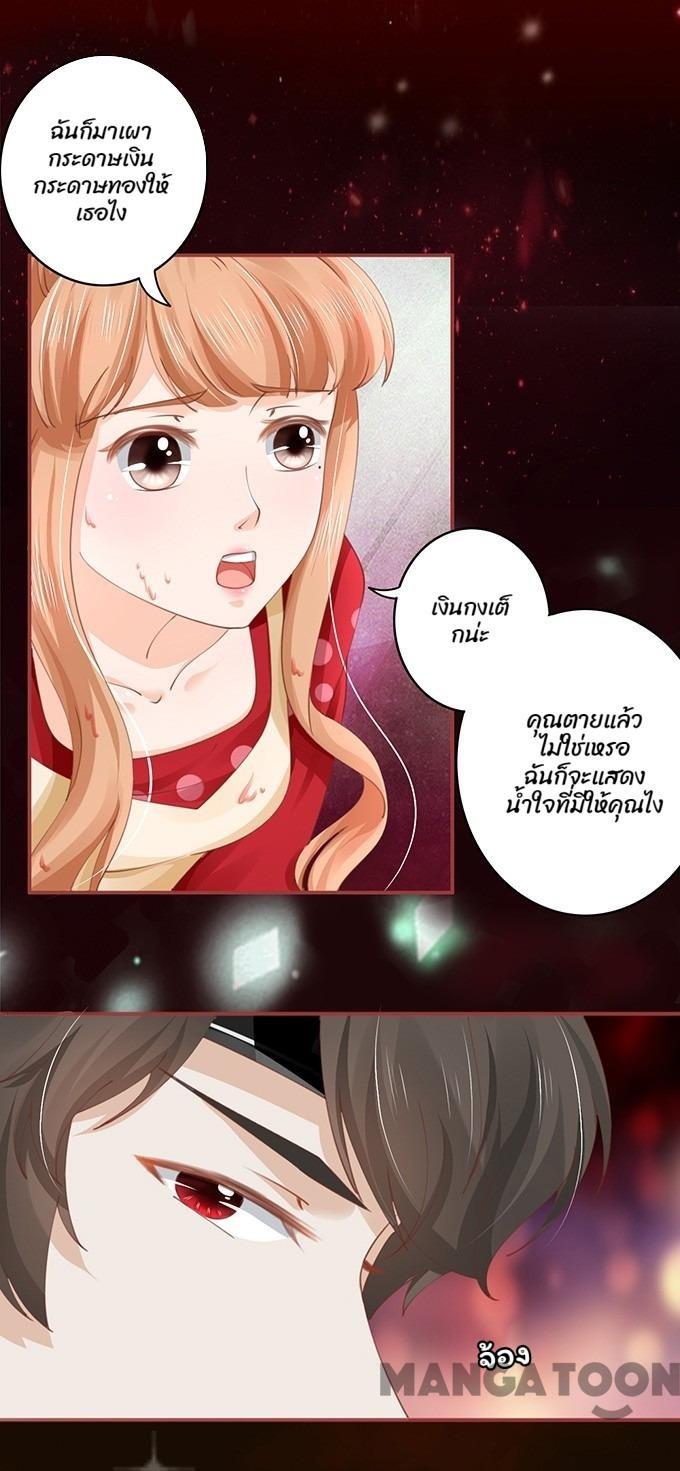 ฉันก็มาเผา
กระดาษเงิน
กระดาษทองให้
เธอไง
เงินกงเต็
กน่ะ
คุณตายแล้ว
ไม่ใช่เหรอ
ฉันก็จะแสดง
น้ำใจที่มีให้คุณไง
จ้อง
MANGATOON